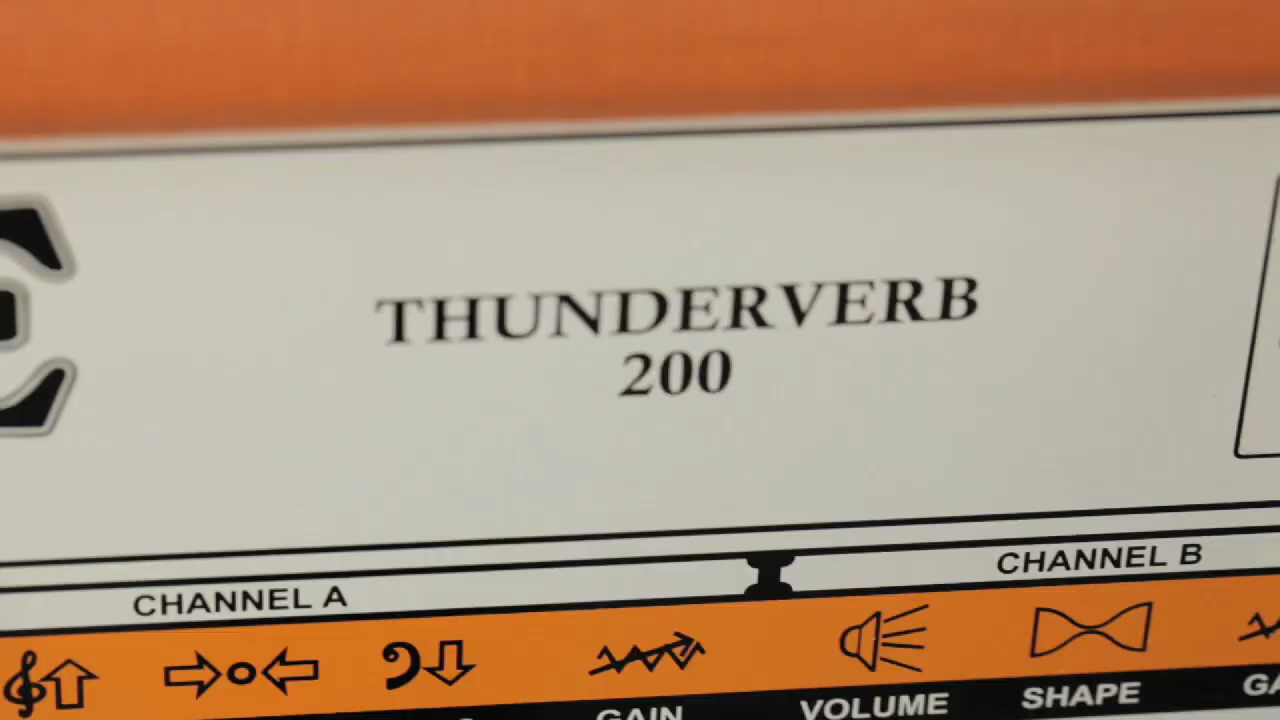 THUNDERVERB
200
CHANNEL A
CHANNEL B
GAIN
VOLUME
SHAPE